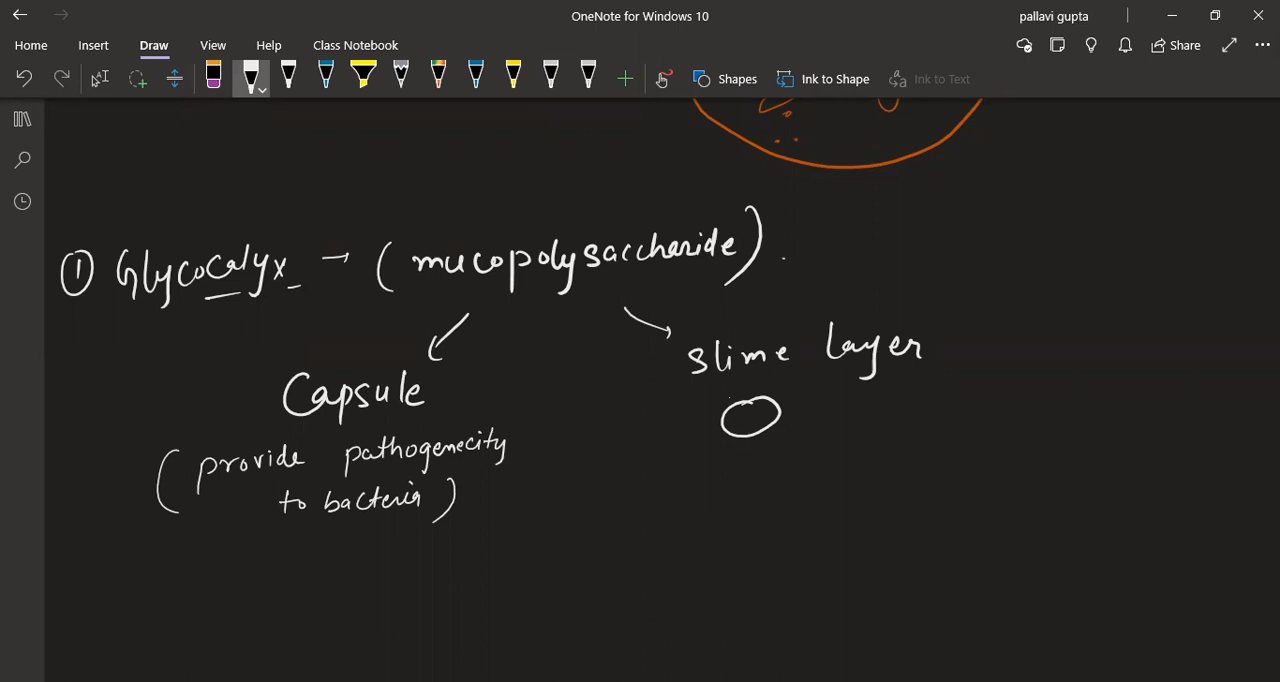 OneNote for Windows 10
pallavi gupta
Home Insert Draw View Help Class Notebook
Share
Shapes Ink to Shape Ink to Text
① Glycocalyx → (mucopolysaccharide).
slime layer
Capsule
(provide pathogenecity
to bacteria)